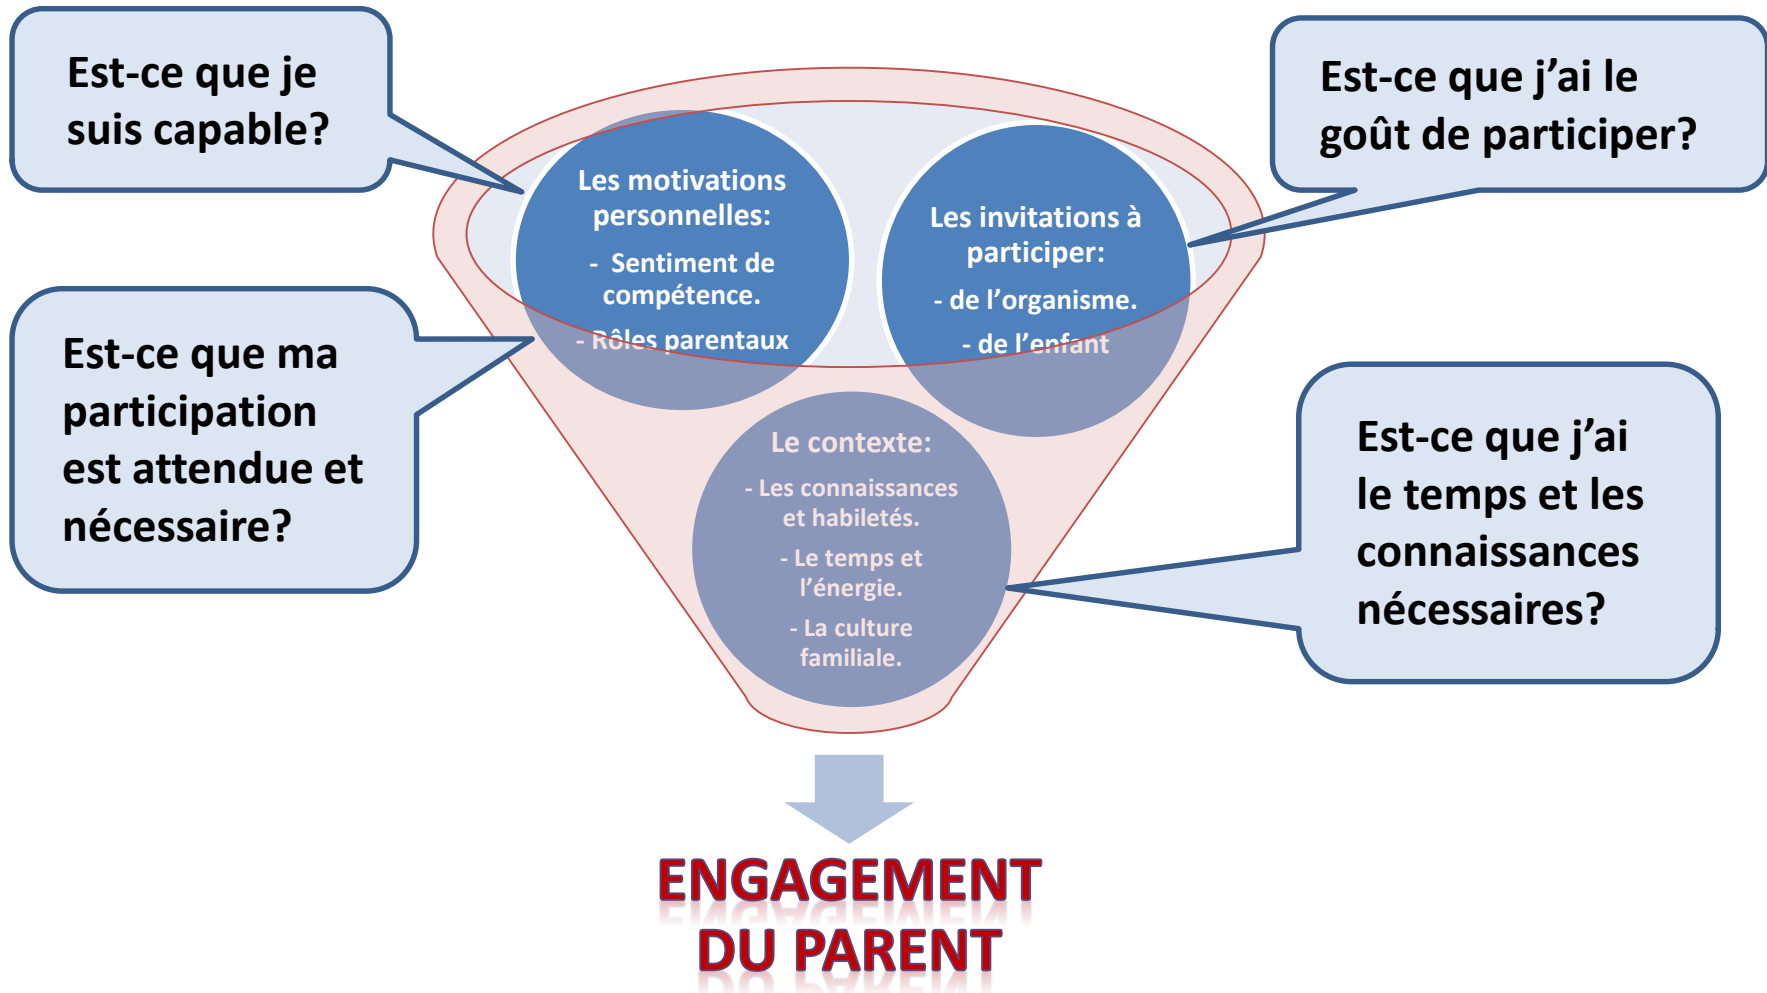 Est-ce que je
suis capable?
Est-ce que j’ai le
goût de participer?
Les motivations
personnelles:
- Sentiment de
compétence.
- Rôles parentaux
Les invitations à
participer:
- de l’organisme.
- de l’enfant
Est-ce que ma
participation
est attendue et
nécessaire?
Le contexte:
- Les connaissances
et habiletés.
- Le temps et
l’énergie.
- La culture
familiale.
Est-ce que j’ai
le temps et les
connaissances
nécessaires?
ENGAGEMENT
DU PARENT